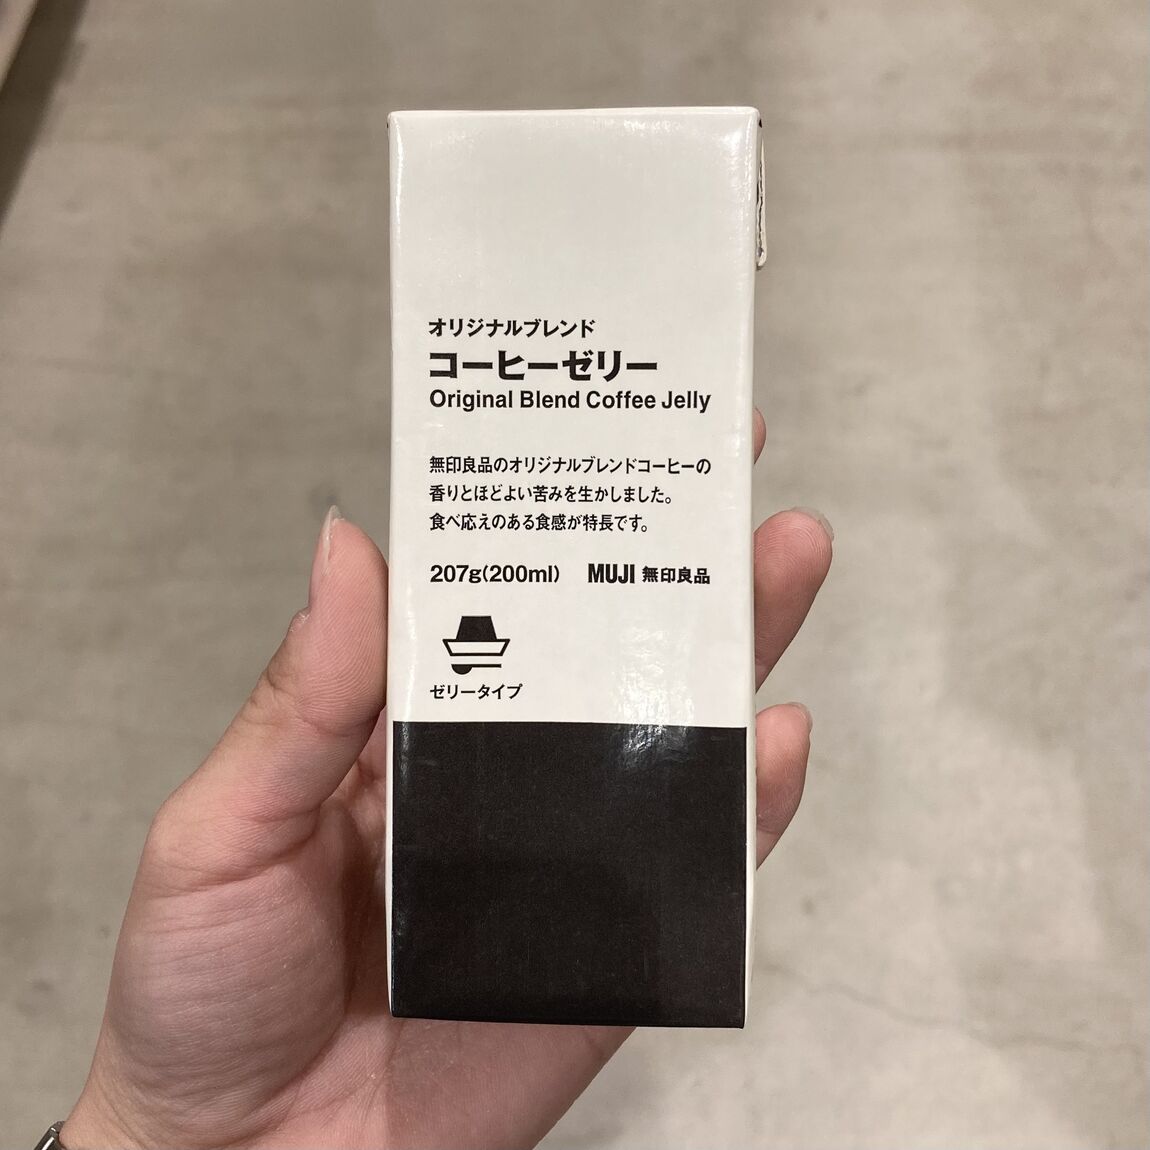 オリジナルブレンド
コーヒーゼリー
Original Blend Coffee Jelly
無印良品のオリジナルブレンドコーヒーの
香りとほどよい苦みを生かしました。
食べ応えのある食感が特長です。
207g(200ml) MUJI 無印良品
ゼリータイプ